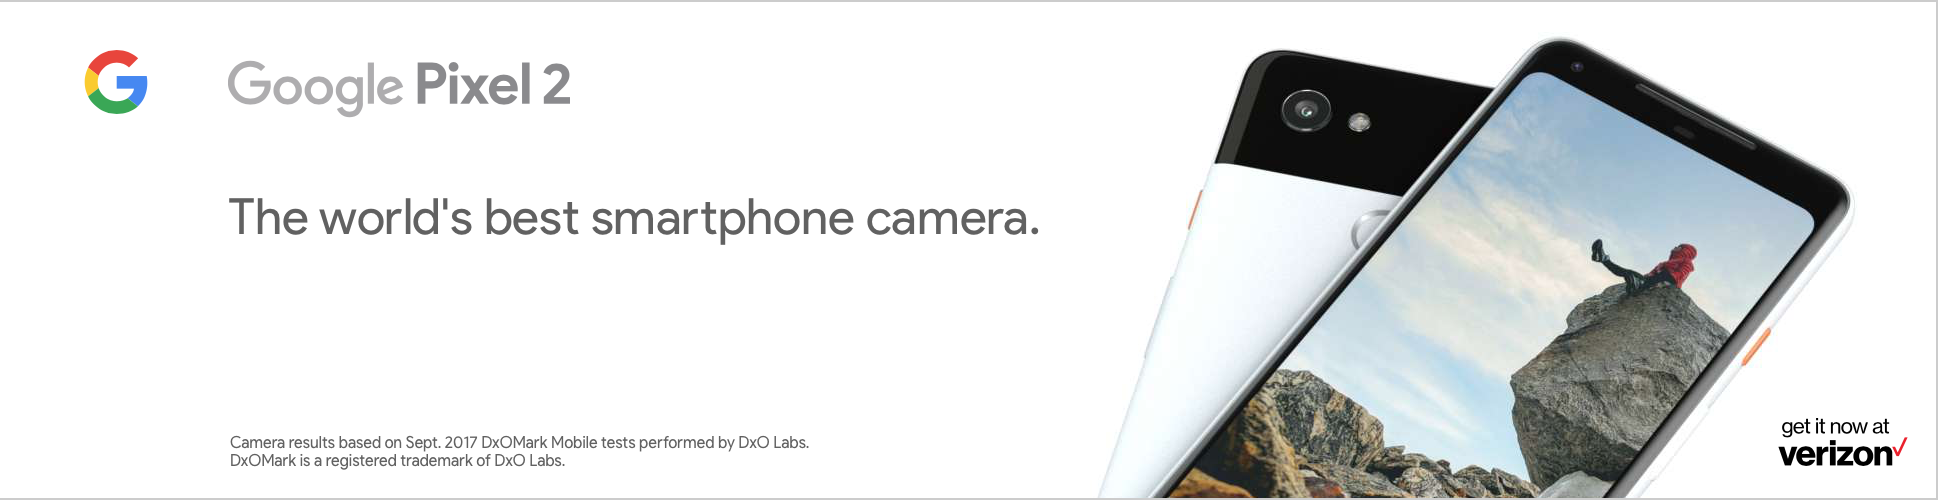 Google Pixel 2
The world's best smartphone camera.
Camera results based on Sept. 2017 DxOMark Mobile tests performed by DxO Labs.
DxOMark is a registered trademark of DxO Labs.
get it now at
verizon✓